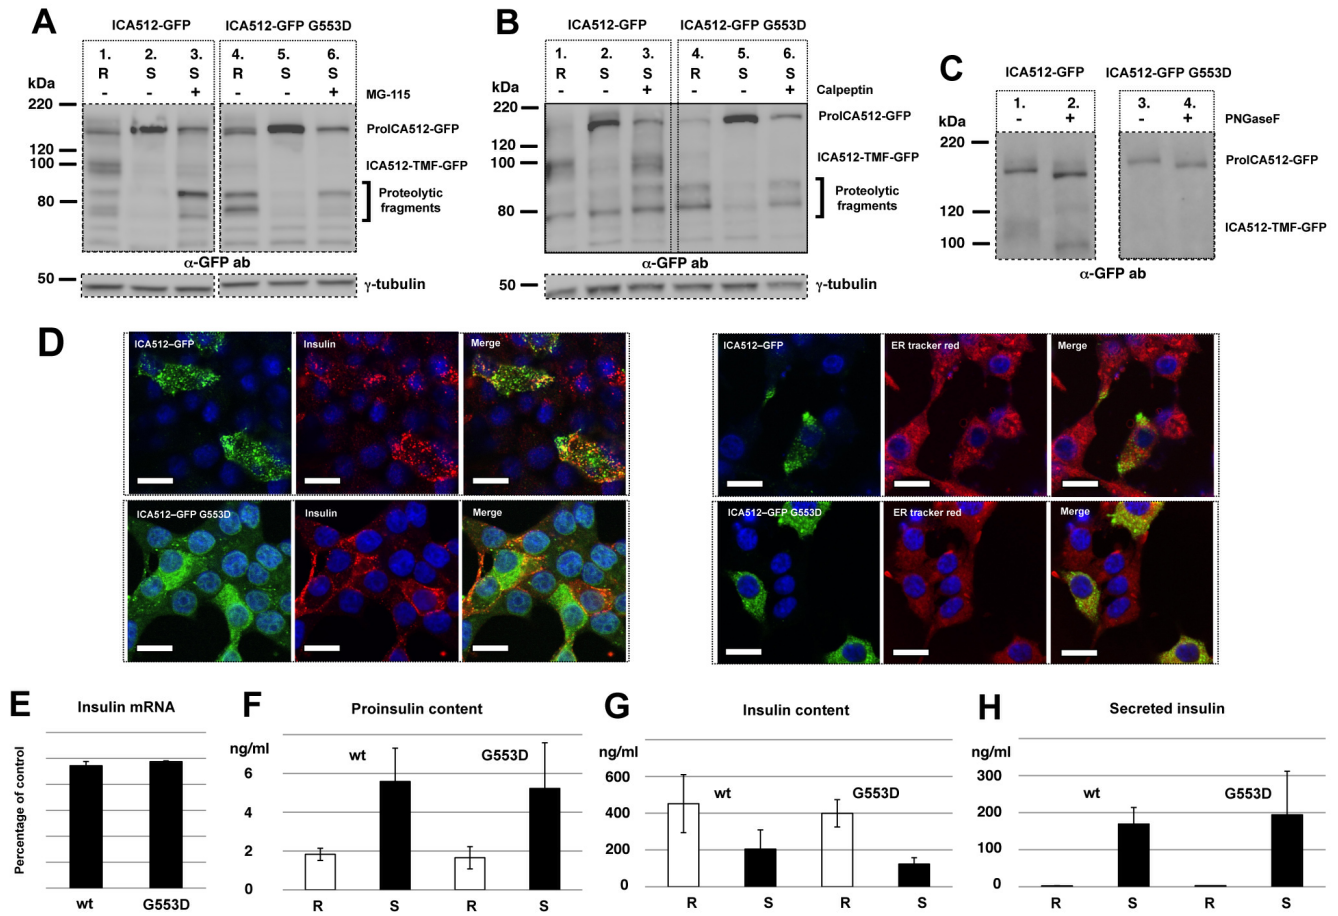 A
ICA512-GFP
ICA512-GFP G553D
1. 2. 3. 4. 5. 6.
R S S R S S
- - + - - + MG-115
kDa
220
120
100
80
ProICA512-GFP
ICA512-TMF-GFP
Proteolytic
fragments
α-GFP ab
50
γ-tubulin
B
ICA512-GFP
ICA512-GFP G553D
1. 2. 3. 4. 5. 6.
R S S R S S
- - + - - + Calpeptin
kDa
220
120
100
80
ProICA512-GFP
ICA512-TMF-GFP
Proteolytic
fragments
α-GFP ab
50
γ-tubulin
C
ICA512-GFP
ICA512-GFP G553D
1. 2. 3. 4.
- + - + PNGaseF
kDa
220
120
100
ProICA512-GFP
ICA512-TMF-GFP
α-GFP ab
D
ICA512–GFP
Insulin
Merge
ICA512–GFP G553D
Insulin
Merge
ICA512–GFP
ER tracker red
Merge
ICA512–GFP G553D
ER tracker red
Merge
E
Insulin mRNA
Percentage of control
wt G553D
F
Proinsulin content
ng/ml
wt
G553D
6
4
2
0
R S R S
G
Insulin content
ng/ml
wt
G553D
600
400
200
0
R S R S
H
Secreted insulin
ng/ml
wt
G553D
300
200
100
0
R S R S